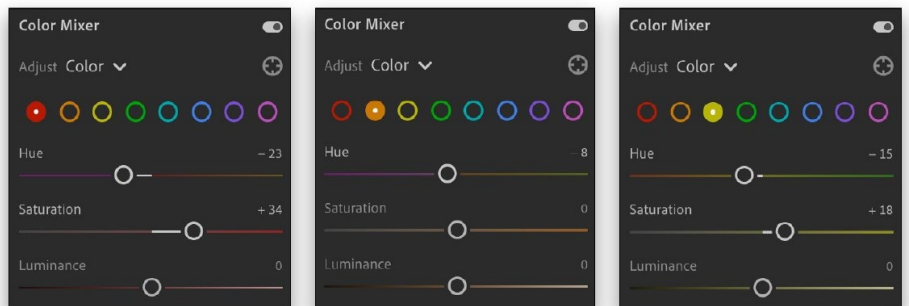 Color Mixer
Adjust Color
Hue - 23
Saturation + 34
Luminance 0
Color Mixer
Adjust Color
Hue - 8
Saturation 0
Luminance 0
Color Mixer
Adjust Color
Hue - 15
Saturation + 18
Luminance 0